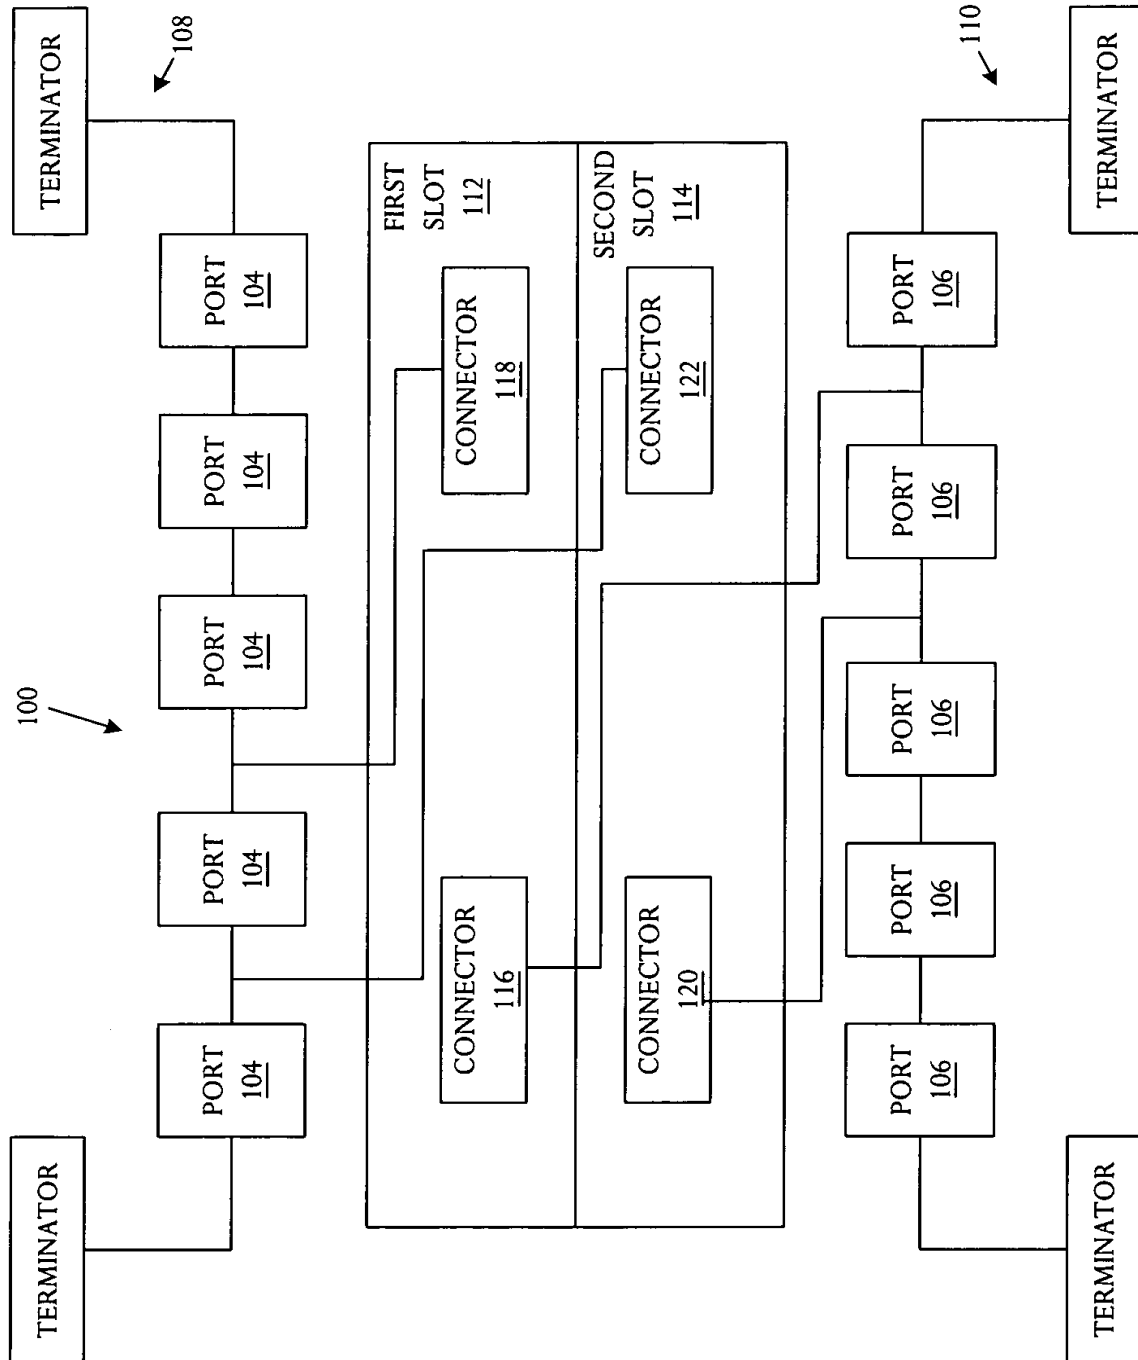 TERMINATOR
100
TERMINATOR
108
PORT
104
PORT
104
PORT
104
PORT
104
PORT
104
FIRST
SLOT
112
CONNECTOR
116
CONNECTOR
118
SECOND
SLOT
114
CONNECTOR
120
CONNECTOR
122
PORT
106
PORT
106
PORT
106
PORT
106
PORT
106
110
TERMINATOR
TERMINATOR